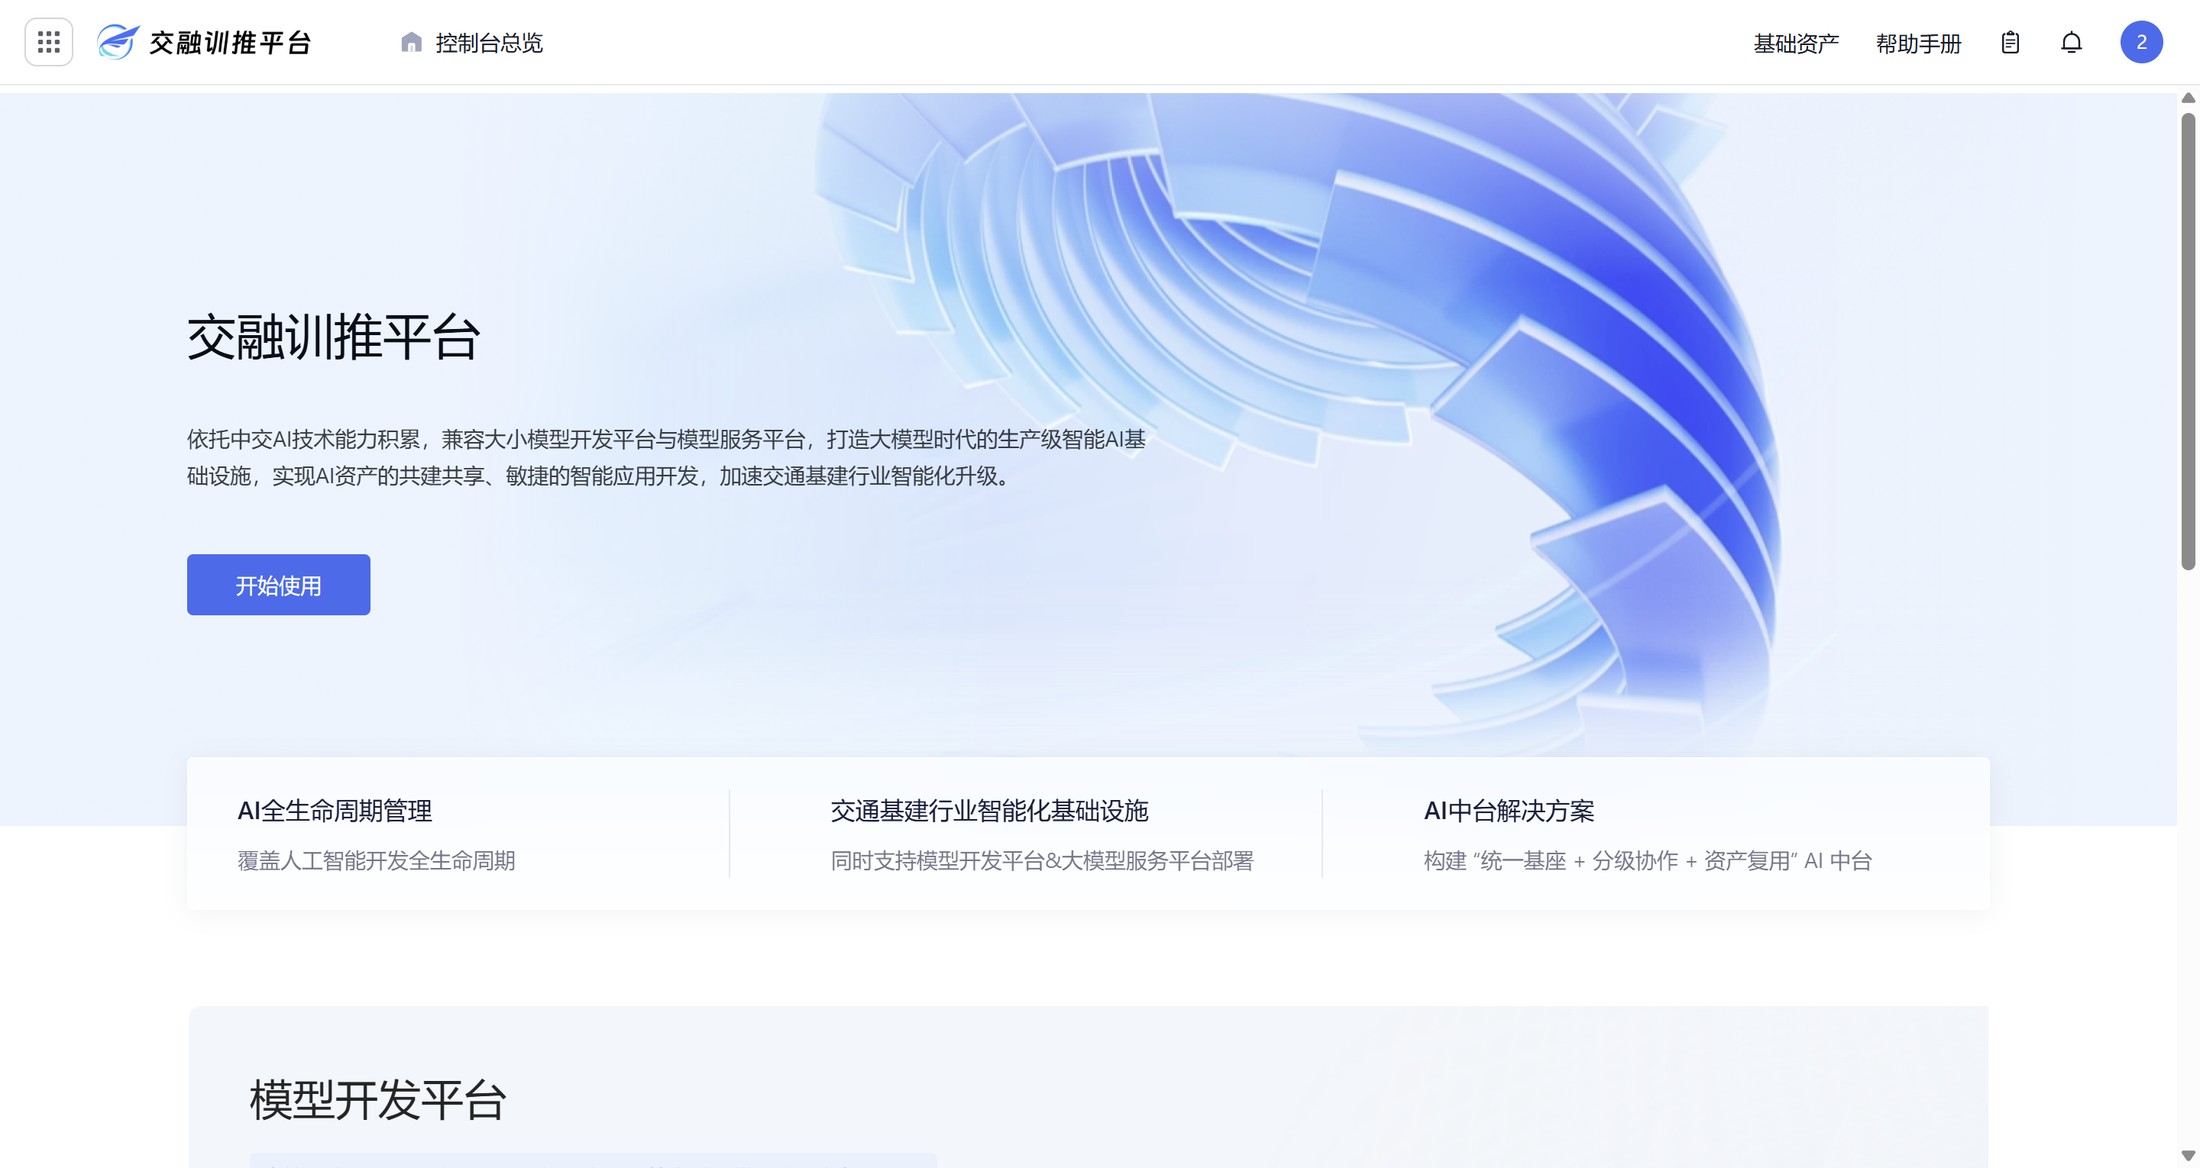 交融训推平台
控制台总览
基础资产
帮助手册
2
交融训推平台
依托中交AI技术能力积累，兼容大小模型开发平台与模型服务平台，打造大模型时代的生产级智能AI基
础设施，实现AI资产的共建共享、敏捷的智能应用开发，加速交通基建行业智能化升级。
开始使用
AI全生命周期管理
覆盖人工智能开发全生命周期
交通基建行业智能化基础设施
同时支持模型开发平台&大模型服务平台部署
AI中台解决方案
构建 “统一基座 + 分级协作 + 资产复用” AI 中台
模型开发平台